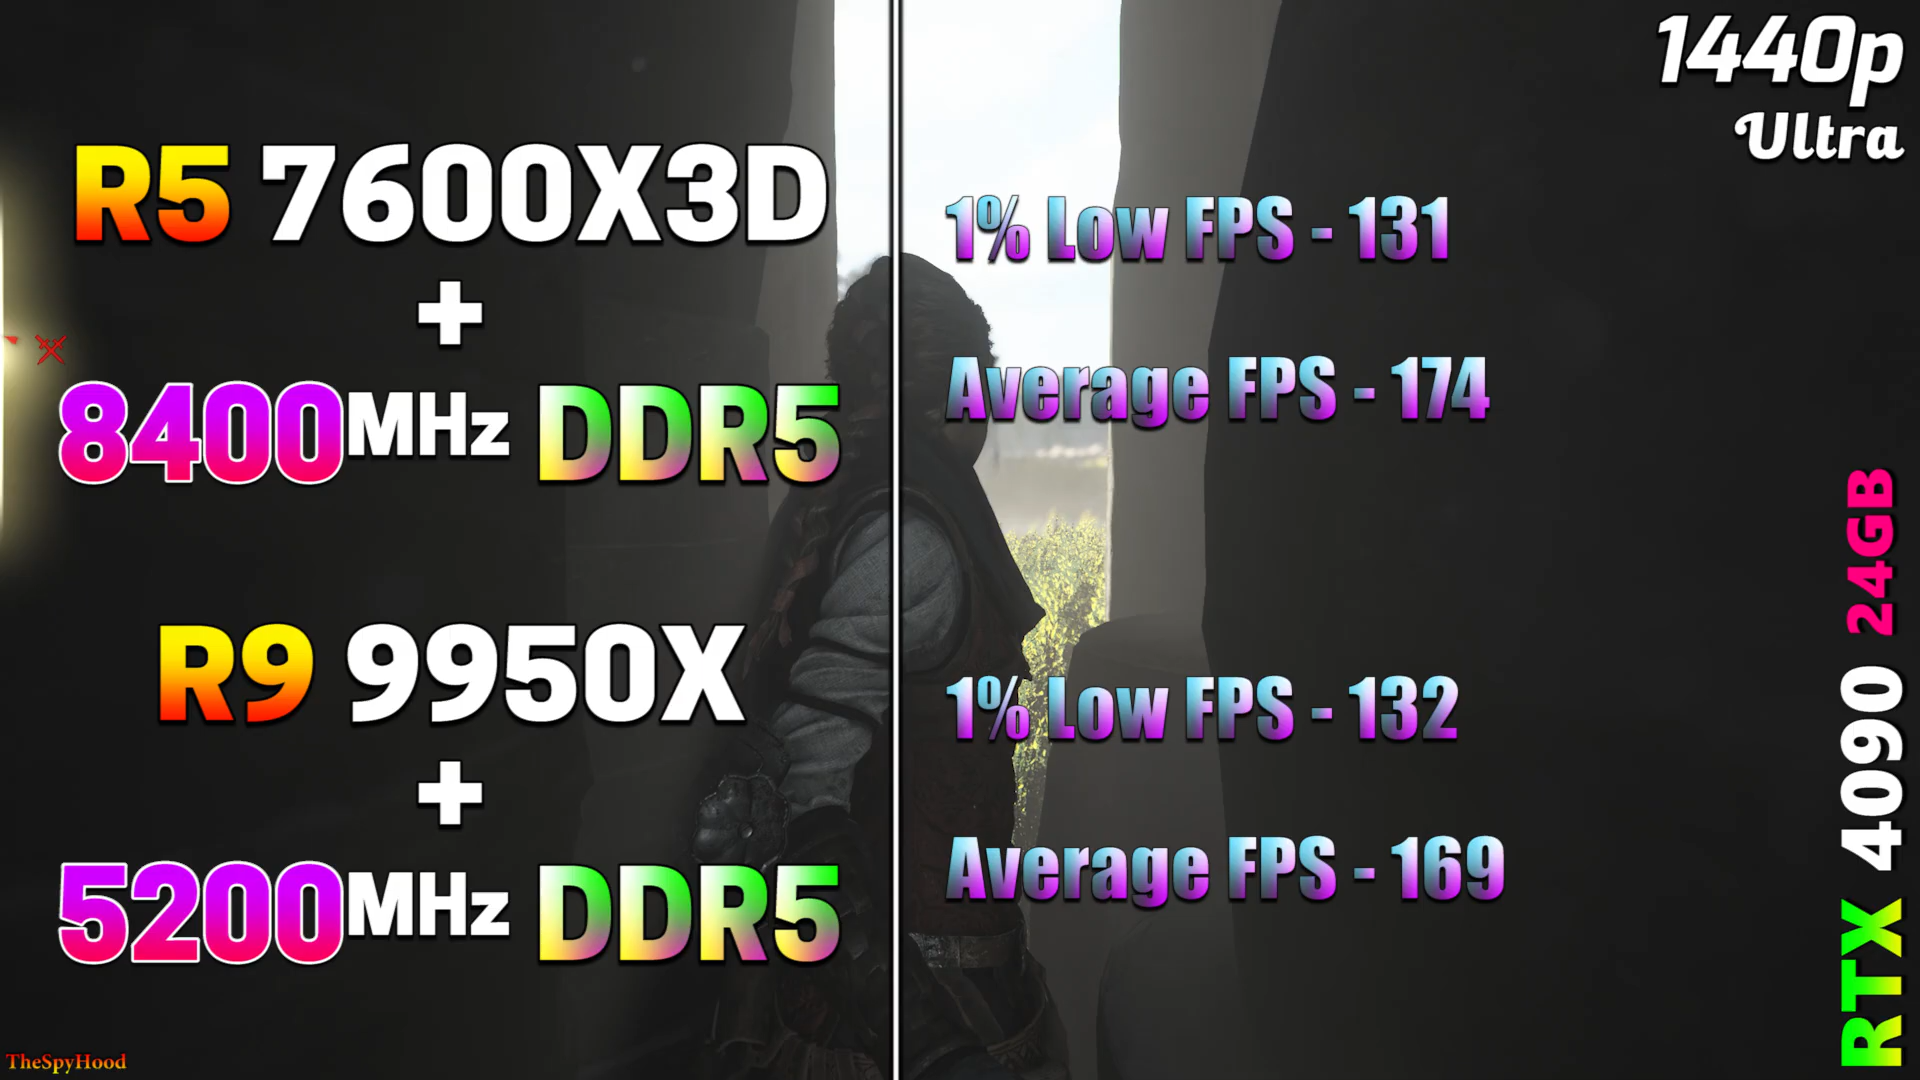 1440p
Ultra
R5 7600X3D
+
8400MHz DDR5
1% Low FPS - 131
Average FPS - 174
R9 9950X
+
5200MHz DDR5
1% Low FPS - 132
Average FPS - 169
RTX 4090 24GB
TheSpyHood